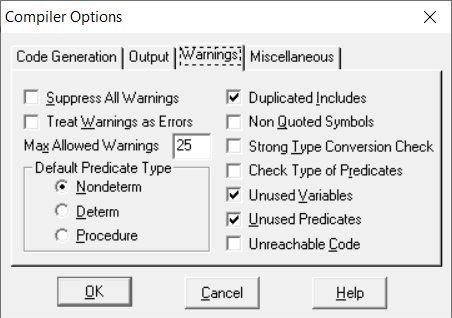 Compiler Options
Code Generation Output Warnings Miscellaneous
Suppress All Warnings
Treat Warnings as Errors
Max Allowed Warnings 25
Default Predicate Type
Nondeterm
Determ
Procedure
Duplicated Includes
Non Quoted Symbols
Strong Type Conversion Check
Check Type of Predicates
Unused Variables
Unused Predicates
Unreachable Code
OK Cancel Help